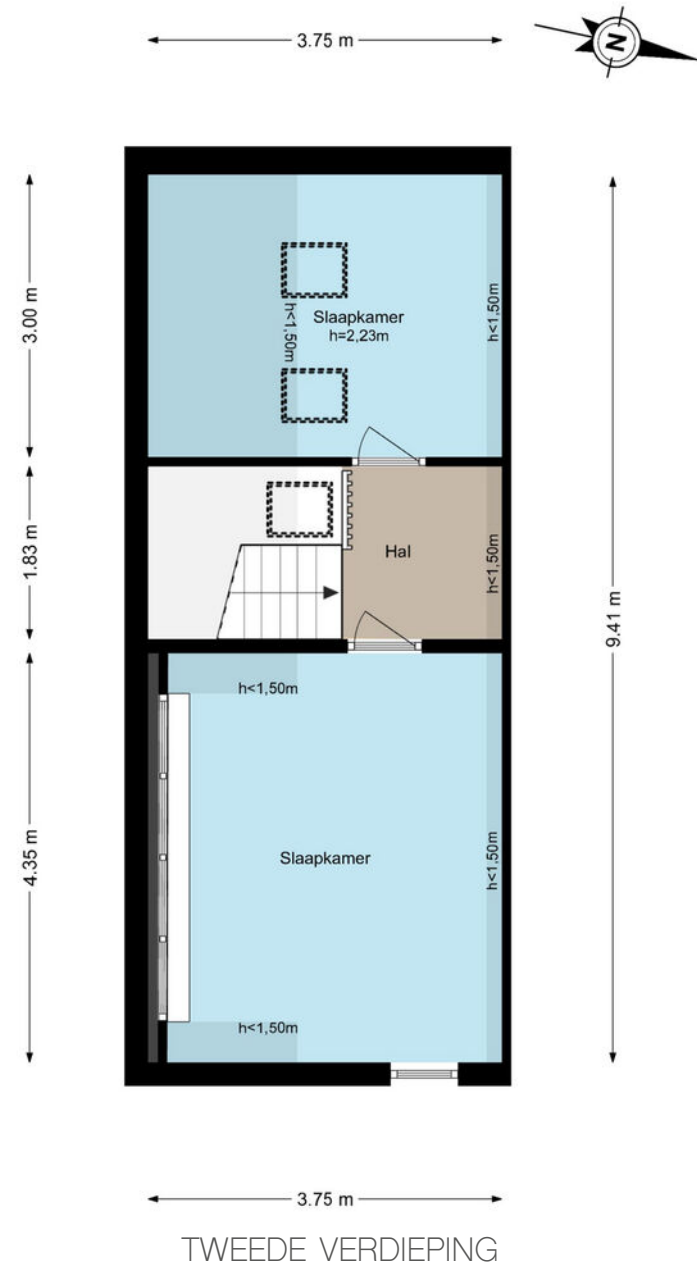 3.75 m
N
3.00 m
h<1,50m
Slaapkamer
h=2,23m
h<1,50m
1.83 m
Hal
h<1,50m
9.41 m
h<1,50m
4.35 m
Slaapkamer
h<1,50m
h<1,50m
3.75 m
TWEEDE VERDIEPING